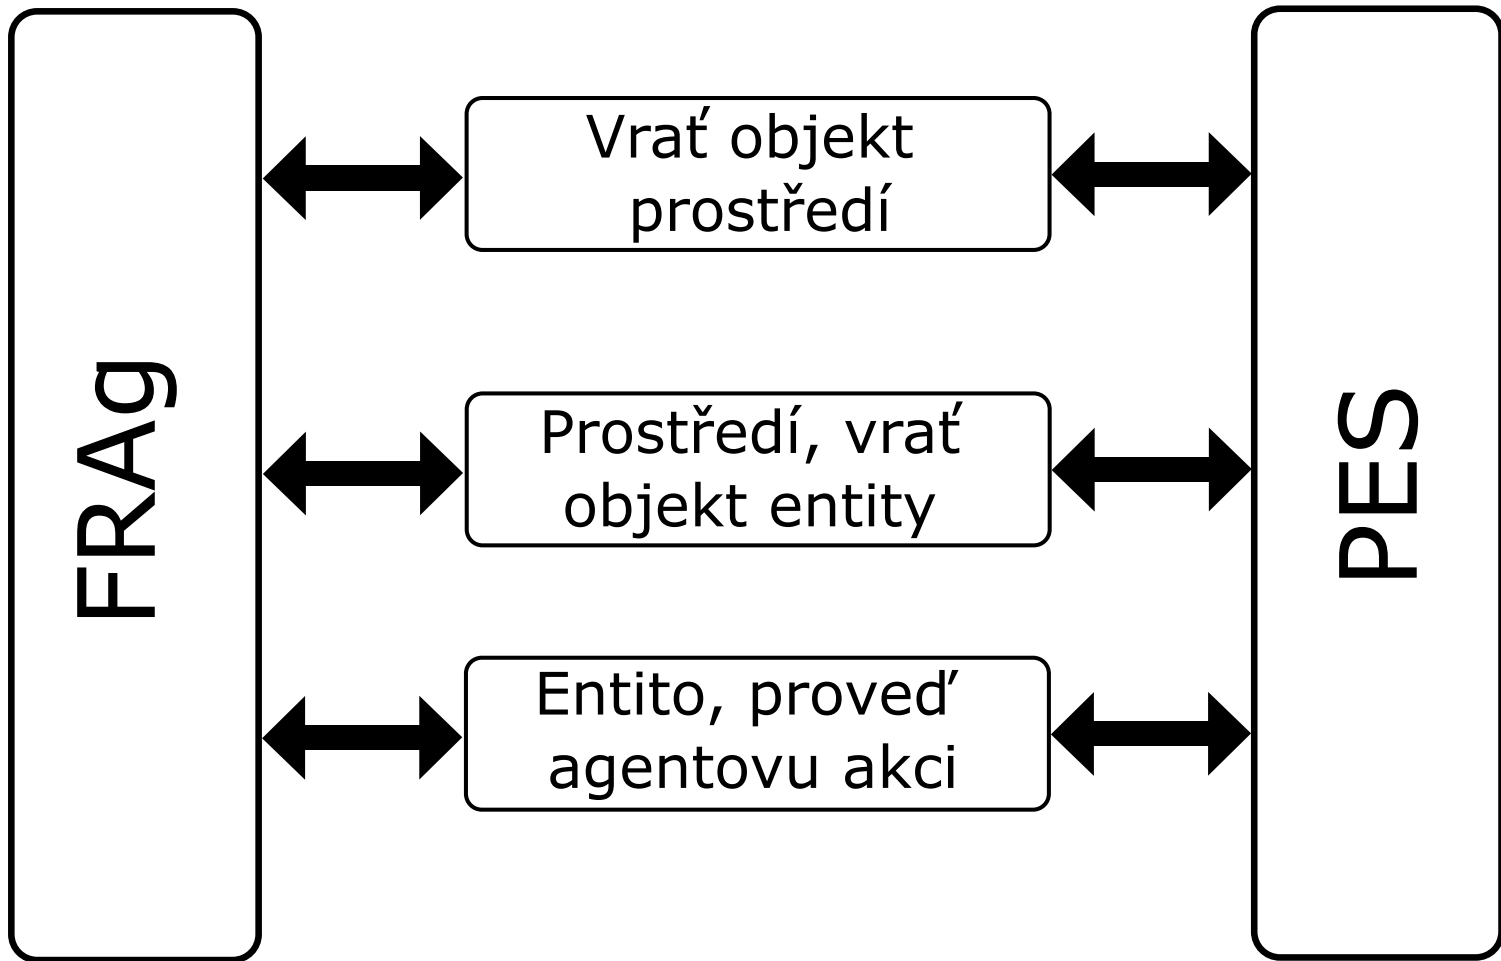 FRAg
Vrať objekt
prostředí
Prostředí, vrať
objekt entity
Entito, proveď
agentovu akci
PES